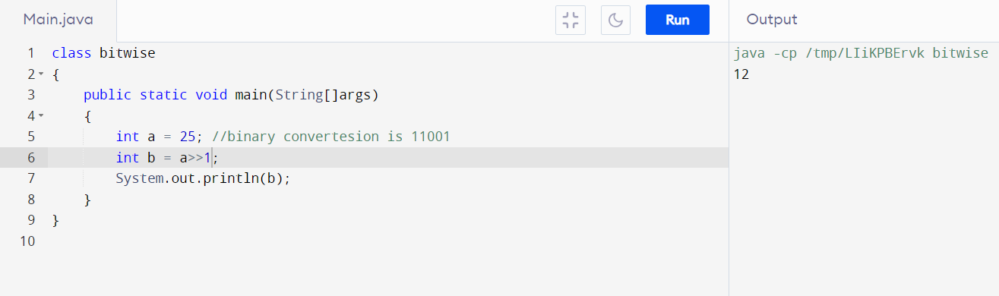 Main.java
Run
Output
1 class bitwise
2 {
3 public static void main(String[]args)
4 {
5 int a = 25; //binary convertesion is 11001
6 int b = a>>1;
7 System.out.println(b);
8 }
9 }
10
java -cp /tmp/LIiKPBErvk bitwise
12